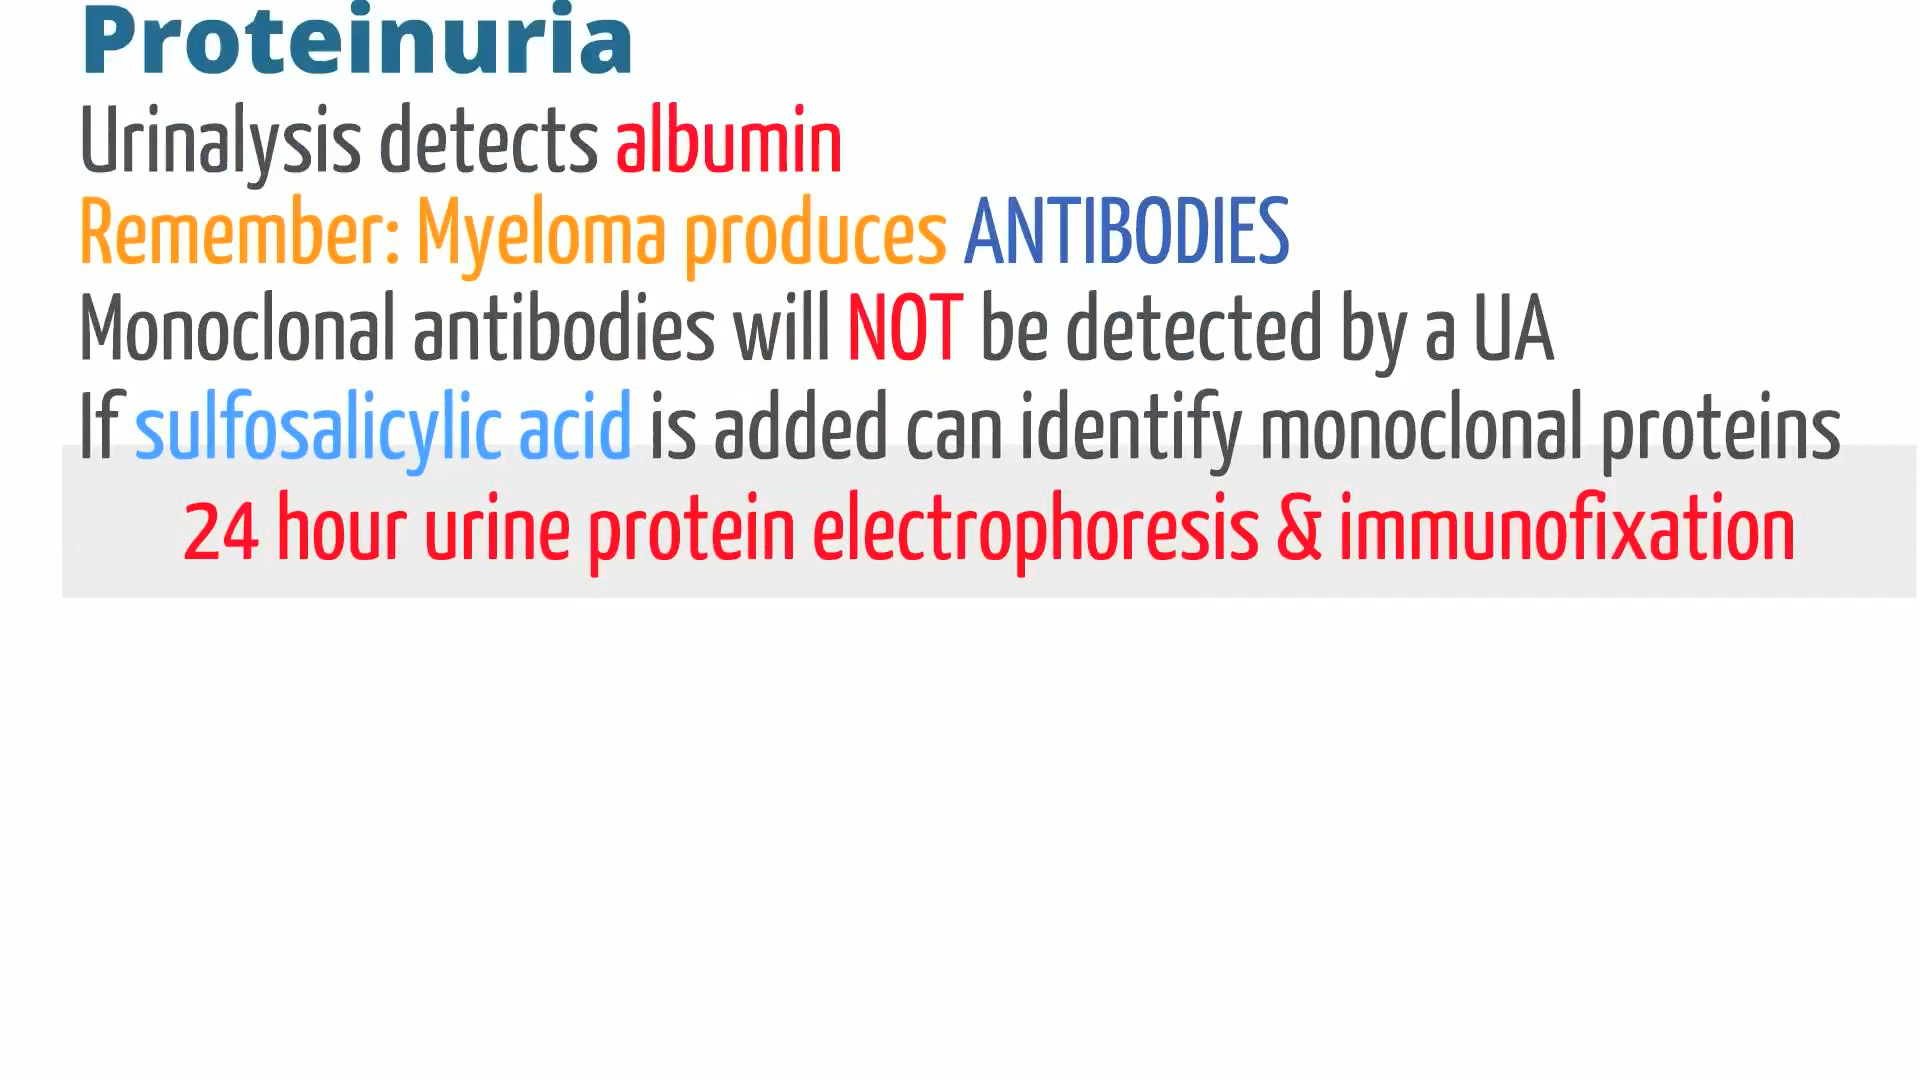 Proteinuria
Urinalysis detects albumin
Remember: Myeloma produces ANTIBODIES
Monoclonal antibodies will NOT be detected by a UA
If sulfosalicylic acid is added can identify monoclonal proteins
24 hour urine protein electrophoresis & immunofixation